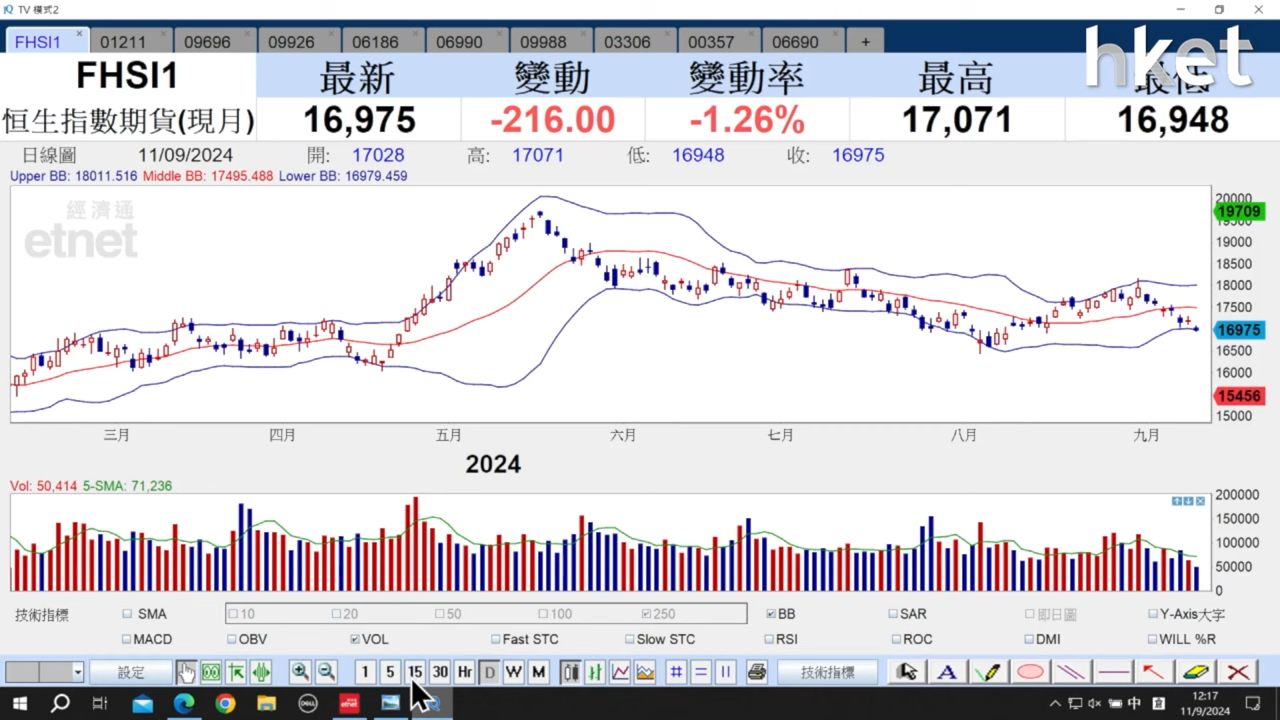 TV 模式2
FHSI1 01211 09696 09926 06186 06990 09988 03306 00357 06690 +
hket
FHSI1 最新 變動 變動率 最高 最低
恒生指數期貨(現月) 16,975 -216.00 -1.26% 17,071 16,948
日線圖 11/09/2024 開: 17028 高: 17071 低: 16948 收: 16975
Upper BB: 18011.516 Middle BB: 17495.488 Lower BB: 16979.459
經濟通
etnet
20000
19709
19500
19000
18500
18000
17500
16975
16500
16000
15456
15000
三月 四月 五月 六月 七月 八月 九月
2024
Vol: 50,414 5-SMA: 71,236
200000
150000
100000
50000
0
技術指標 SMA 10 20 50 100 250 BB SAR 即日圖 Y-Axis大字
MACD OBV VOL Fast STC Slow STC RSI ROC DMI WILL %R
設定 1 5 15 30 Hr D W M 技術指標 A
DELL etnet 中 12:17
11/9/2024